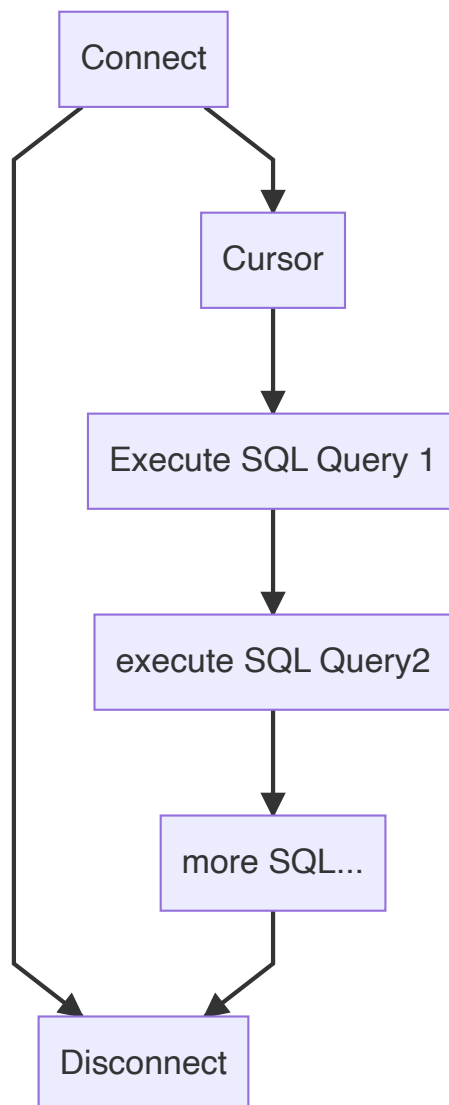 Connect
Cursor
Execute SQL Query 1
execute SQL Query2
more SQL...
Disconnect